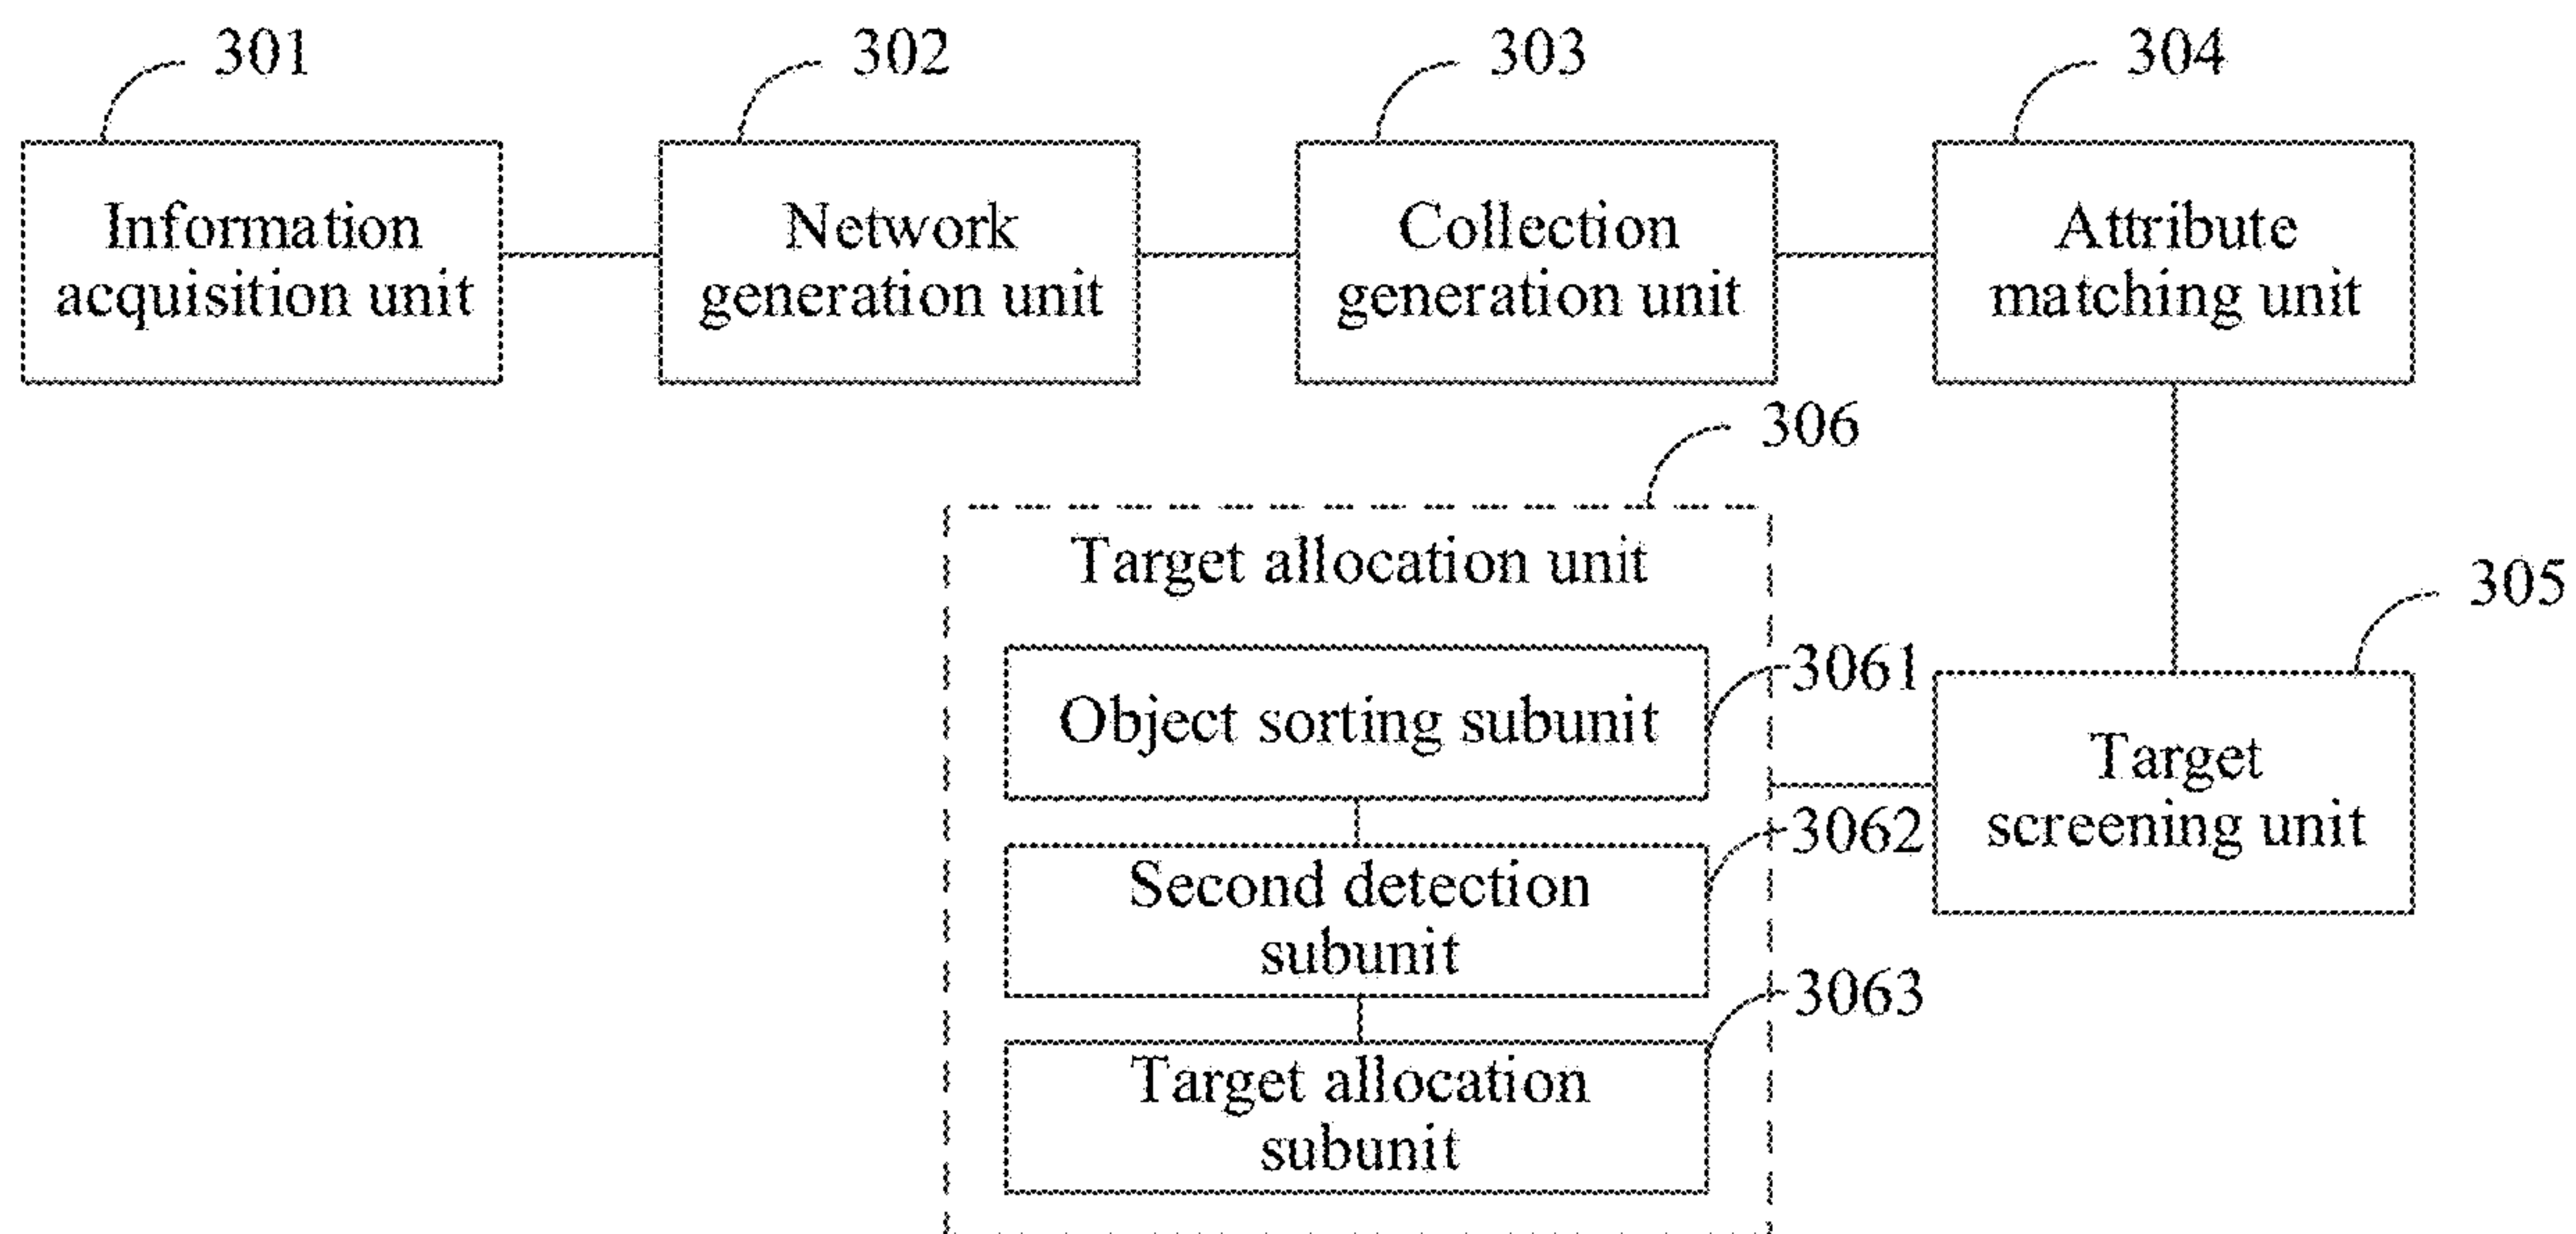 301
302
303
304
Information
acquisition unit
Network
generation unit
Collection
generation unit
Attribute
matching unit
306
Target allocation unit
305
3061
Object sorting subunit
Target
screening unit
3062
Second detection
subunit
3063
Target allocation
subunit